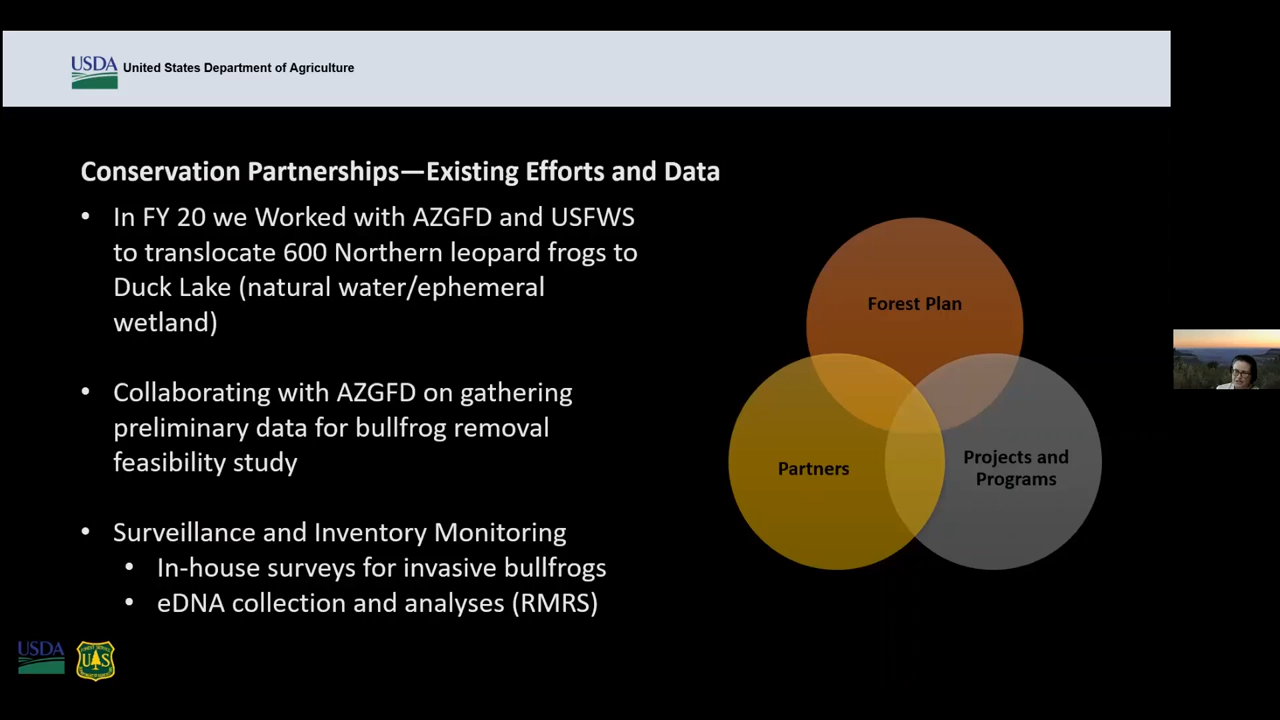 USDA United States Department of Agriculture
Conservation Partnerships—Existing Efforts and Data
• In FY 20 we Worked with AZGFD and USFWS
to translocate 600 Northern leopard frogs to
Duck Lake (natural water/ephemeral
wetland)
• Collaborating with AZGFD on gathering
preliminary data for bullfrog removal
feasibility study
• Surveillance and Inventory Monitoring
• In-house surveys for invasive bullfrogs
• eDNA collection and analyses (RMRS)
Forest Plan
Partners
Projects and
Programs
USDA
U S